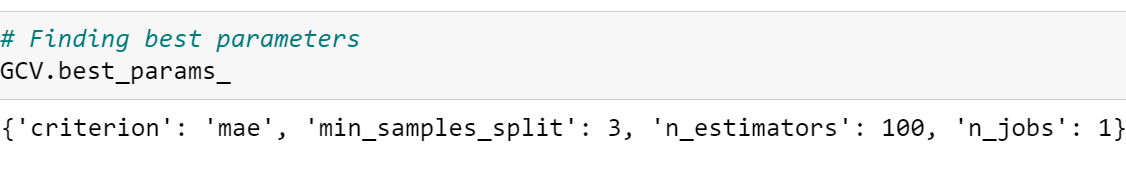 # Finding best parameters
GCV.best_params_
{'criterion': 'mae', 'min_samples_split': 3, 'n_estimators': 100, 'n_jobs': 1}